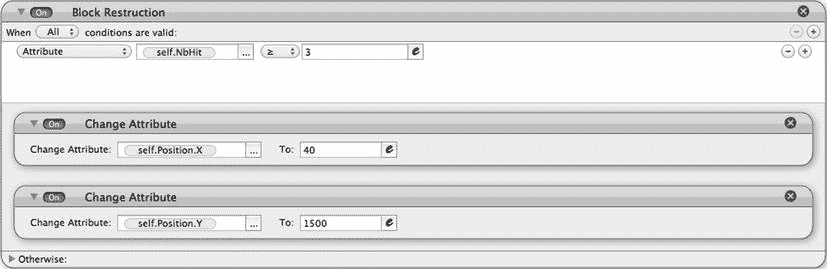 On Block Restruction
When All conditions are valid:
Attribute self.NbHit ... ≥ 3 e
On Change Attribute
Change Attribute: self.Position.X ... To: 40 e
On Change Attribute
Change Attribute: self.Position.Y ... To: 1500 e
Otherwise: